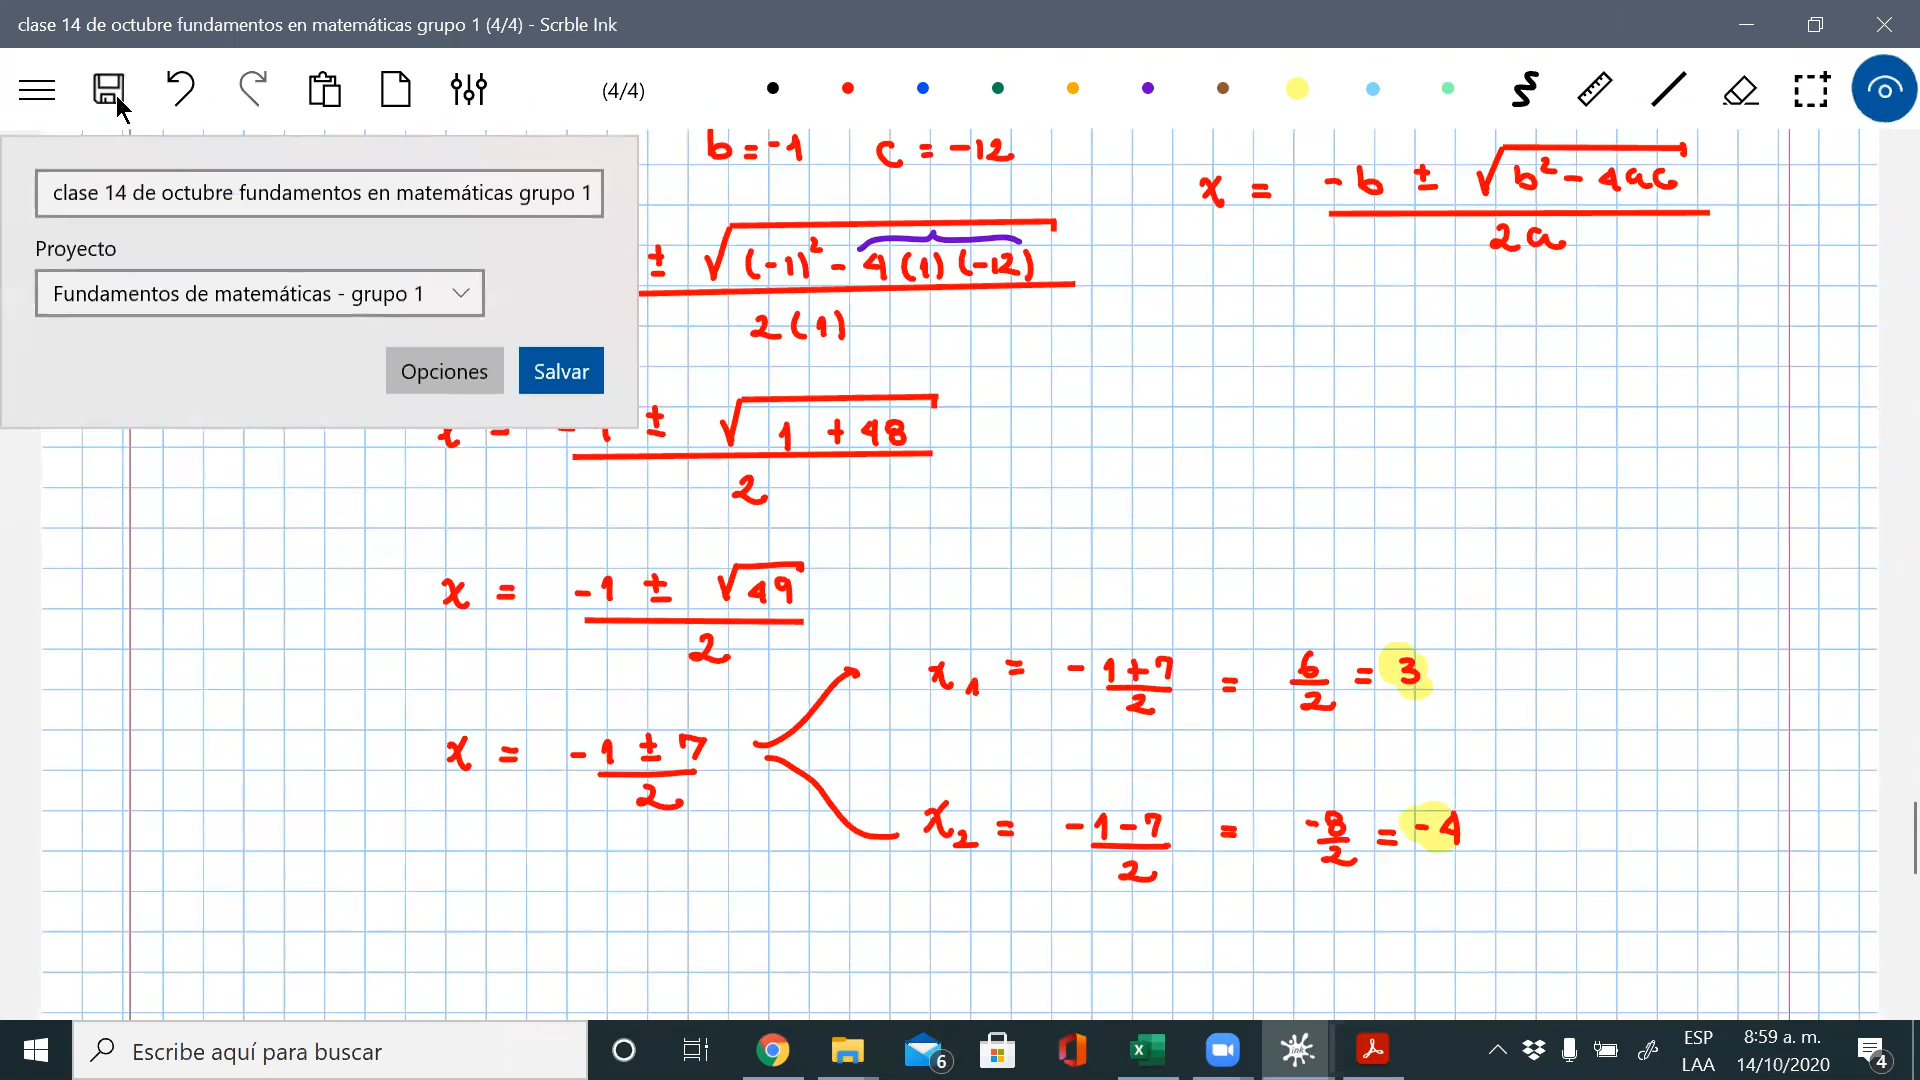 clase 14 de octubre fundamentos en matemáticas grupo 1 (4/4) - Scrble Ink
(4/4)
b = -1 c = -12
x = -b ± √b² - 4ac
2a
clase 14 de octubre fundamentos en matemáticas grupo 1
Proyecto
Fundamentos de matemáticas - grupo 1
Opciones Salvar
± √(-1)² - 4(1)(-12)
2(1)
x = -1 ± √1 + 48
2
x = -1 ± √49
2
x₁ = -1+7/2 = 6/2 = 3
x = -1 ± 7
2
x₂ = -1-7/2 = -8/2 = -4
Escribe aquí para buscar
6
ESP
LAA
8:59 a. m.
14/10/2020
4